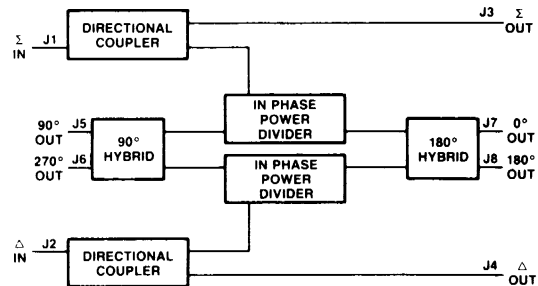 DIRECTIONAL
COUPLER
J3 Σ
OUT
Σ J1
IN
IN PHASE
POWER
DIVIDER
90° J5
OUT
90°
HYBRID
270° J6
OUT
180°
HYBRID
J7 0°
OUT
J8 180°
OUT
IN PHASE
POWER
DIVIDER
△ J2
IN
DIRECTIONAL
COUPLER
J4 △
OUT